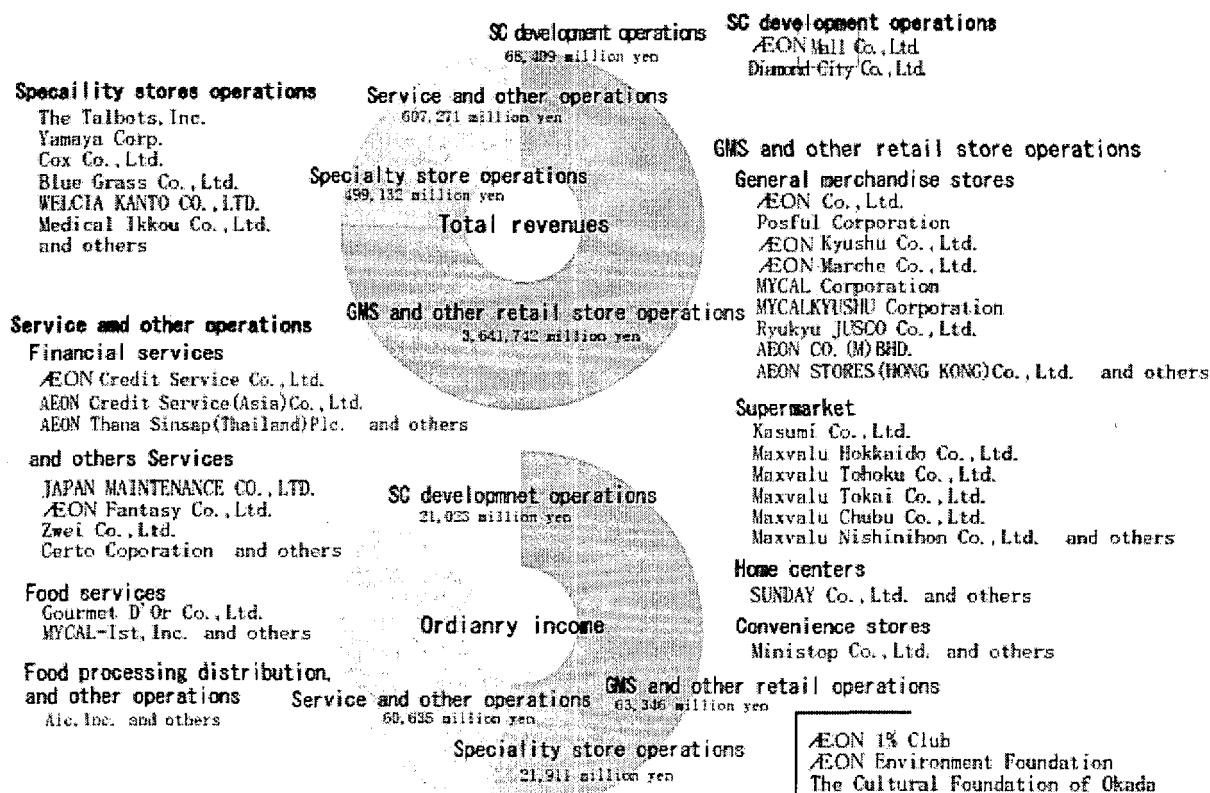 SC development operations
68,409 million yen
Service and other operations
607,271 million yen
Specialty store operations
499,132 million yen
Total revenues
GMS and other retail store operations
3,641,742 million yen
SC developmnet operations
21,023 million yen
Ordianry income
Service and other operations
60,635 million yen
GMS and other retail operations
63,346 million yen
Speciality store operations
21,911 million yen
Specaility stores operations
The Talbots, Inc.
Yamaya Corp.
Cox Co.,Ltd.
Blue Grass Co.,Ltd.
WELCIA KANTO CO.,LTD.
Medical Ikkou Co.,Ltd.
and others
Service and other operations
Financial services
ÆON Credit Service Co.,Ltd.
AEON Credit Service(Asia)Co.,Ltd.
AEON Thana Sinsap(Thailand)Plc. and others
and others Services
JAPAN MAINTENANCE CO.,LTD.
ÆON Fantasy Co.,Ltd.
Zwei Co.,Ltd.
Certo Coporation and others
Food services
Gourmet D'Or Co.,Ltd.
MYCAL-Ist, Inc. and others
Food processing distribution,
and other operations
Aic, Inc. and others
SC development operations
ÆON Mall Co.,Ltd
Diamond City Co.,Ltd.
GMS and other retail store operations
General merchandise stores
ÆON Co.,Ltd.
Posful Corporation
ÆON Kyushu Co.,Ltd.
ÆON Marche Co.,Ltd.
MYCAL Corporation
MYCALKYUSHU Corporation
Ryukyu JUSCO Co.,Ltd.
AEON CO. (M) BHD.
AEON STORES(HONG KONG)Co.,Ltd. and others
Supermarket
Kasumi Co.,Ltd.
Maxvalu Hokkaido Co.,Ltd.
Maxvalu Tohoku Co.,Ltd.
Maxvalu Tokai Co.,Ltd.
Maxvalu Chubu Co.,Ltd.
Maxvalu Nishinihon Co.,Ltd. and others
Home centers
SUNDAY Co.,Ltd. and others
Convenience stores
Ministop Co.,Ltd. and others
ÆON 1% Club
ÆON Environment Foundation
The Cultural Foundation of Okada